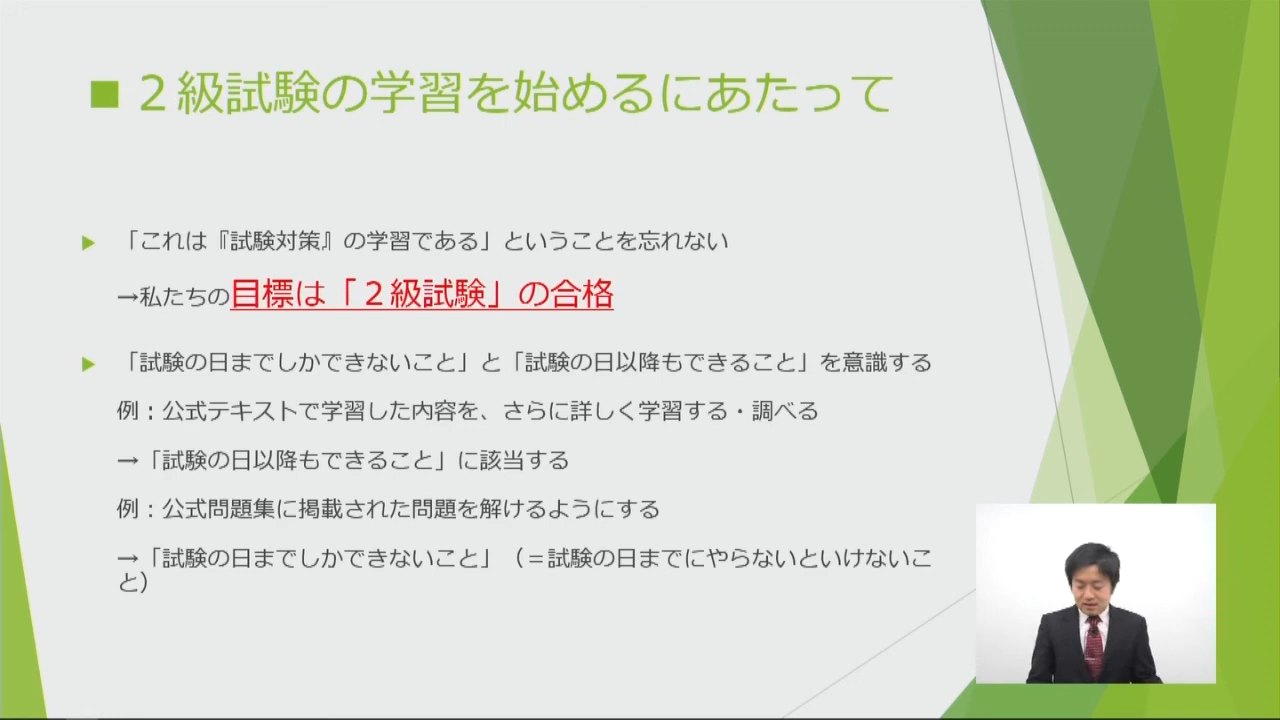 ■２級試験の学習を始めるにあたって
「これは『試験対策』の学習である」ということを忘れない
→私たちの目標は「２級試験」の合格
「試験の日までしかできないこと」と「試験の日以降もできること」を意識する
例：公式テキストで学習した内容を、さらに詳しく学習する・調べる
→「試験の日以降もできること」に該当する
例：公式問題集に掲載された問題を解けるようにする
→「試験の日までしかできないこと」（＝試験の日までにやらないといけないこ
と）